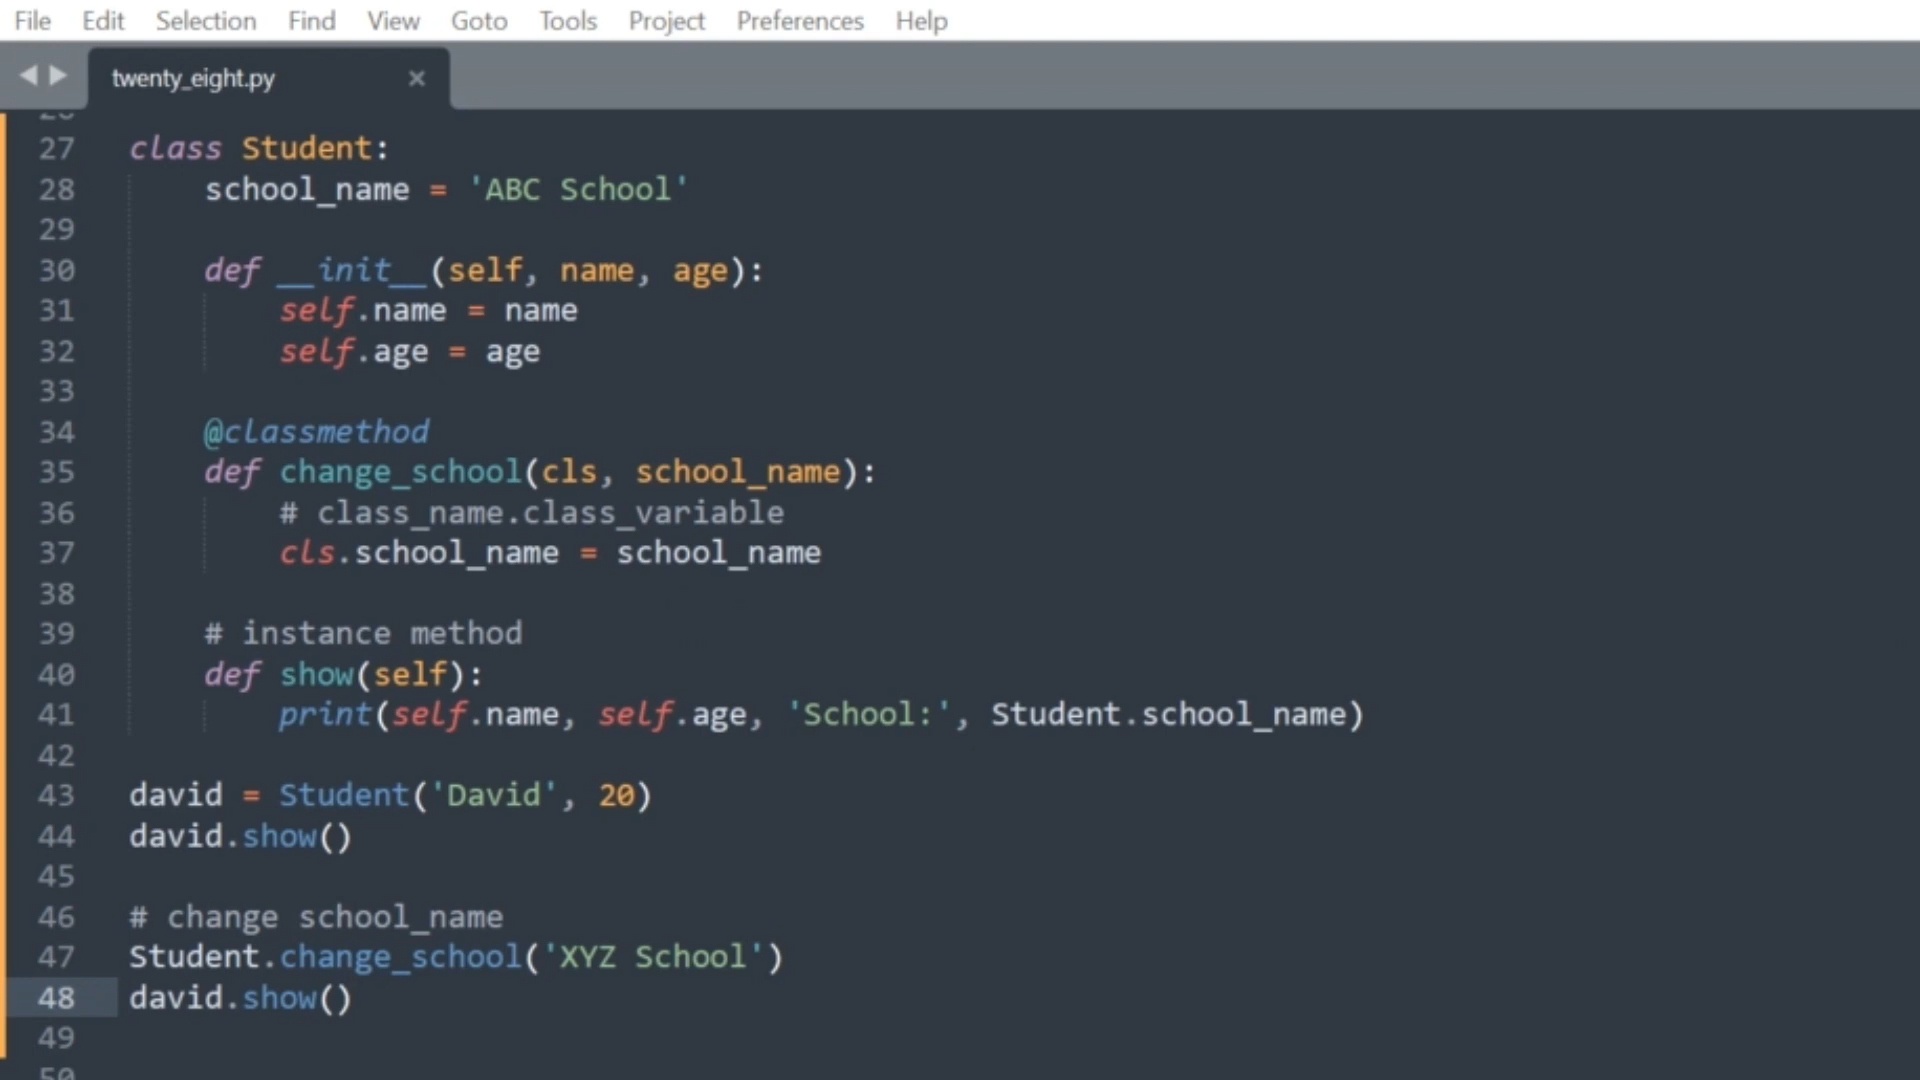 File Edit Selection Find View Goto Tools Project Preferences Help
twenty_eight.py
27 class Student:
28     school_name = 'ABC School'
29
30     def __init__(self, name, age):
31         self.name = name
32         self.age = age
33
34     @classmethod
35     def change_school(cls, school_name):
36         # class_name.class_variable
37         cls.school_name = school_name
38
39     # instance method
40     def show(self):
41         print(self.name, self.age, 'School:', Student.school_name)
42
43 david = Student('David', 20)
44 david.show()
45
46 # change school_name
47 Student.change_school('XYZ School')
48 david.show()
49
50